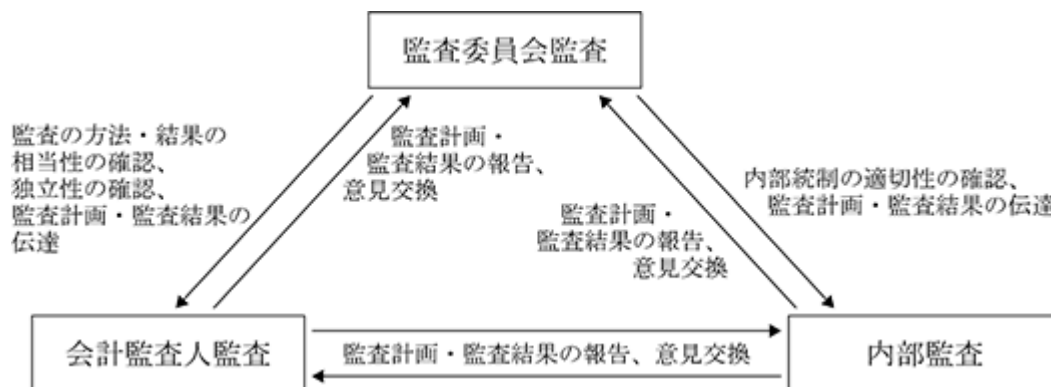 監査委員会監査
監査の方法・結果の
相当性の確認、
独立性の確認、
監査計画・監査結果の
伝達
監査計画・
監査結果の報告、
意見交換
監査計画・
監査結果の報告、
意見交換
内部統制の適切性の確認、
監査計画・監査結果の伝達
会計監査人監査
監査計画・監査結果の報告、意見交換
内部監査